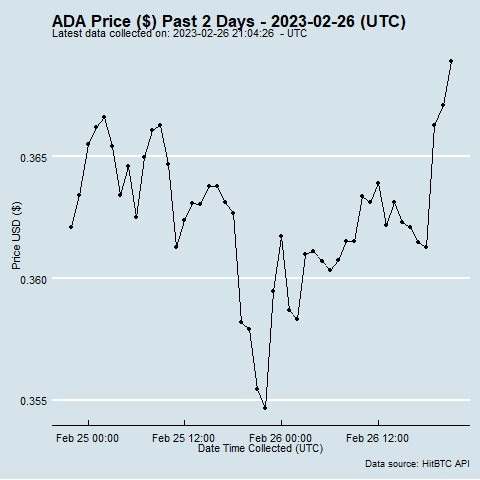 ADA Price ($) Past 2 Days - 2023-02-26 (UTC)
Latest data collected on: 2023-02-26 21:04:26 - UTC
Price USD ($)
0.365
0.360
0.355
Feb 25 00:00
Feb 25 12:00
Feb 26 00:00
Feb 26 12:00
Date Time Collected (UTC)
Data source: HitBTC API